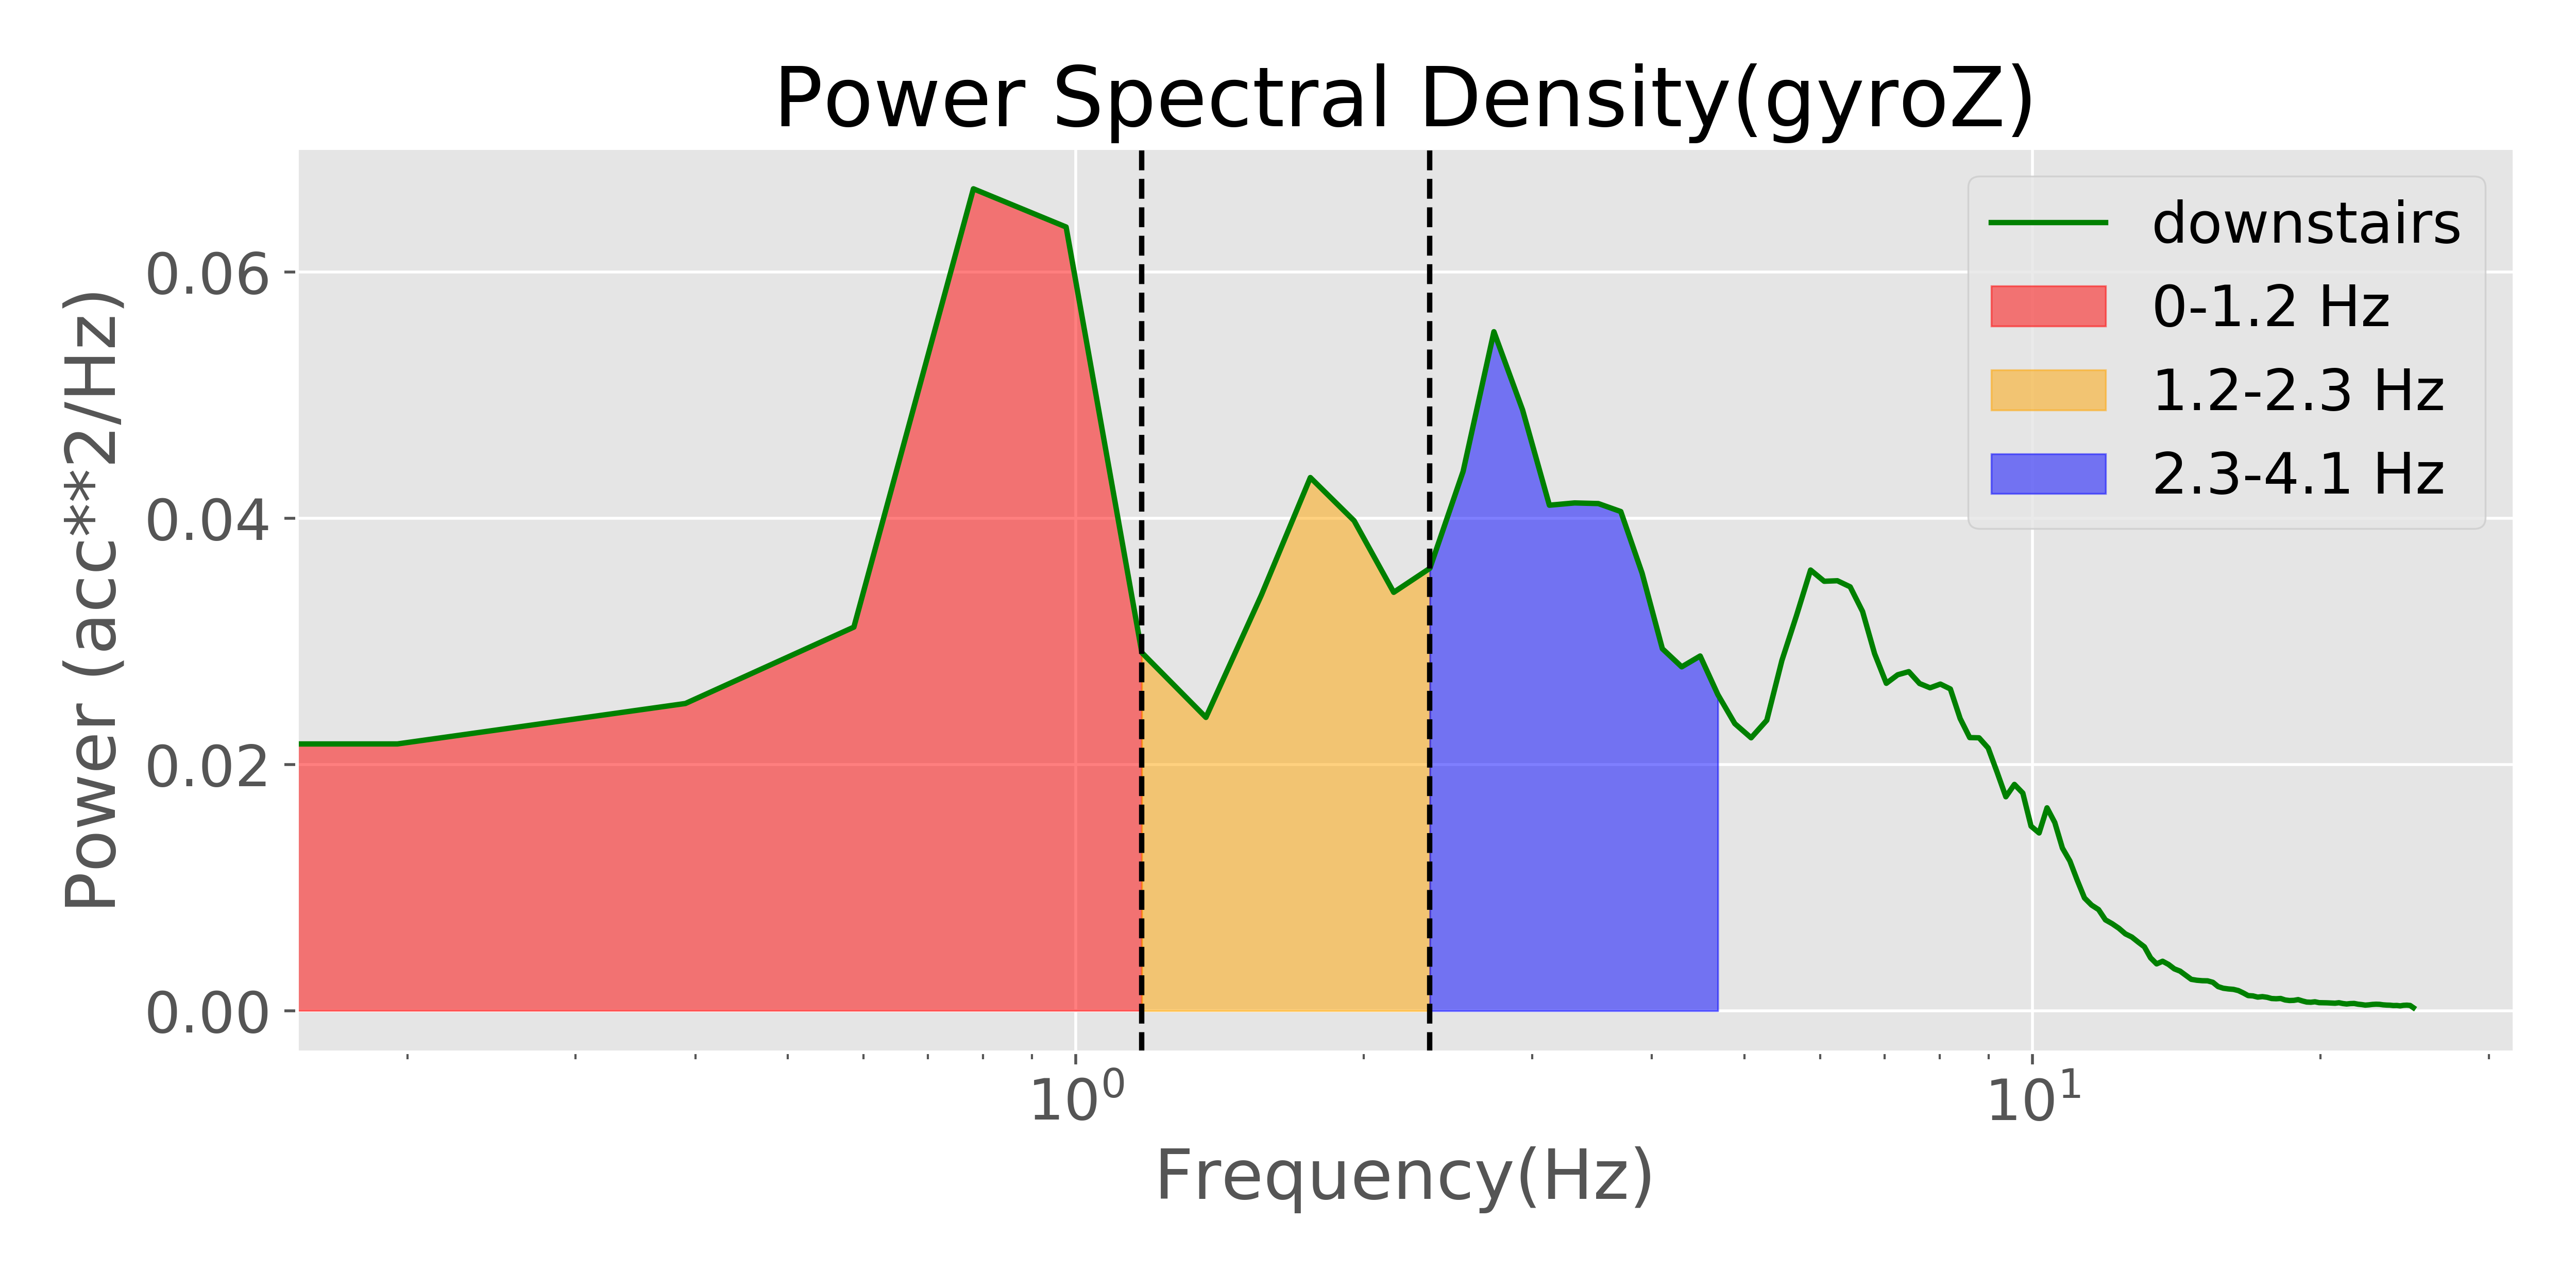 Power Spectral Density(gyroZ)
Power (acc**2/Hz)
0.06
0.04
0.02
0.00
downstairs
0-1.2 Hz
1.2-2.3 Hz
2.3-4.1 Hz
10⁰
10¹
Frequency(Hz)